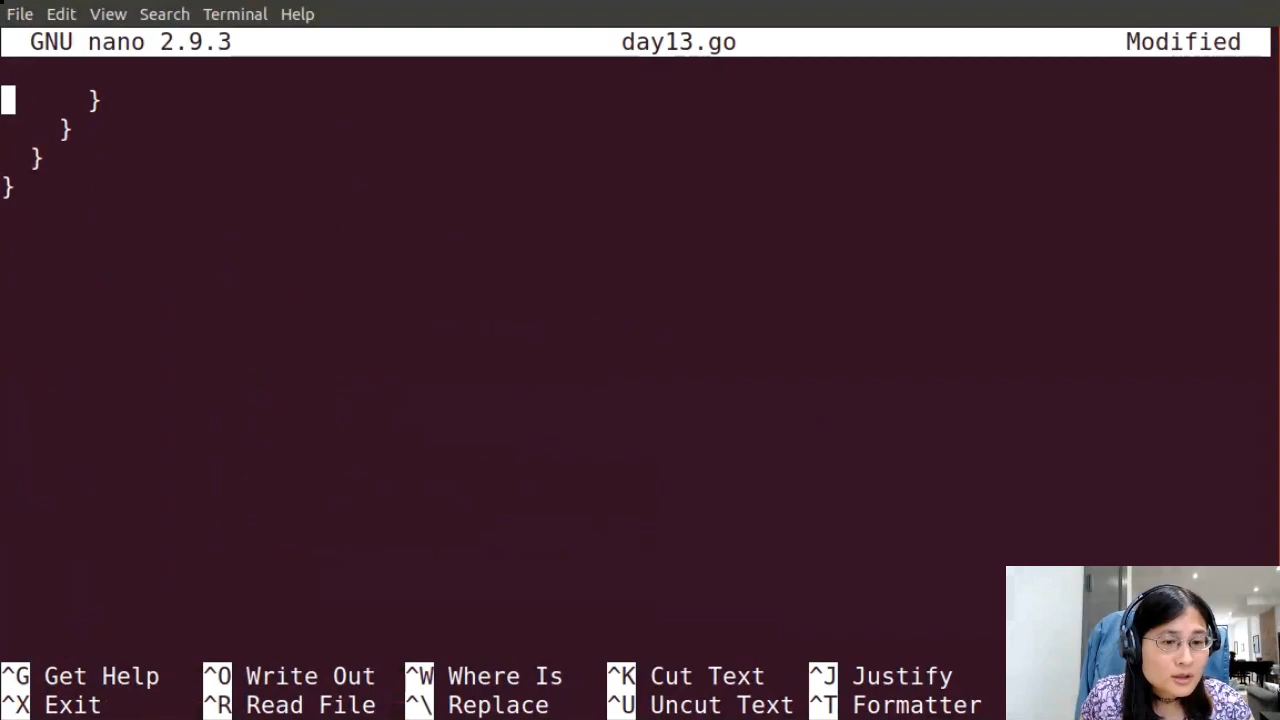 File Edit View Search Terminal Help
GNU nano 2.9.3 day13.go Modified
}
}
}
}
^G Get Help ^O Write Out ^W Where Is ^K Cut Text ^J Justify
^X Exit ^R Read File ^\ Replace ^U Uncut Text ^T Formatter